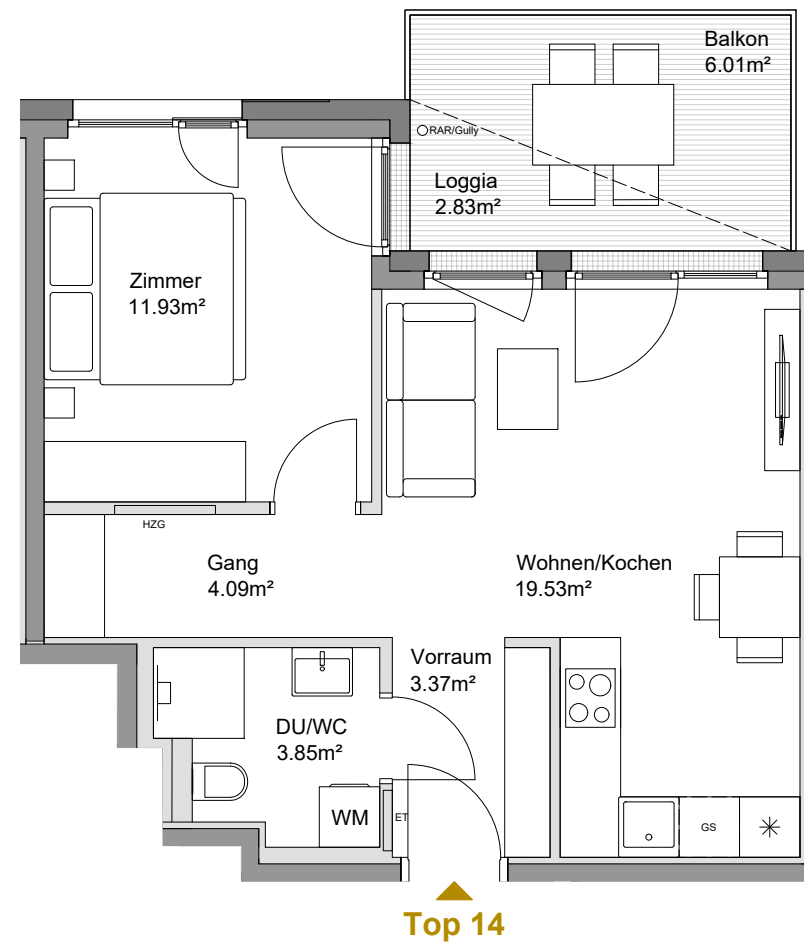 Balkon
6.01m²
RAR/Gully
Loggia
2.83m²
Zimmer
11.93m²
HZG
Gang
4.09m²
Wohnen/Kochen
19.53m²
Vorraum
3.37m²
DU/WC
3.85m²
WM
ET
GS
Top 14